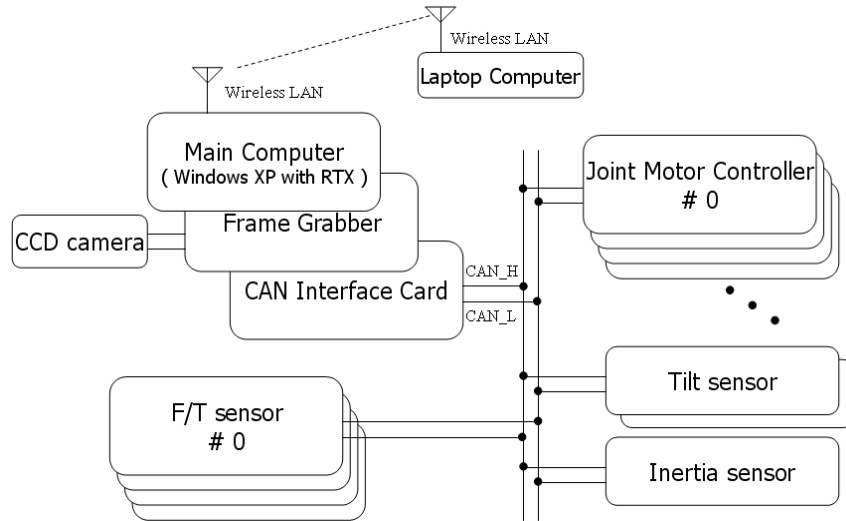 Wireless LAN
Laptop Computer
Wireless LAN
Main Computer
( Windows XP with RTX )
Frame Grabber
CCD camera
CAN Interface Card
CAN_H
CAN_L
Joint Motor Controller
# 0
F/T sensor
# 0
Tilt sensor
Inertia sensor